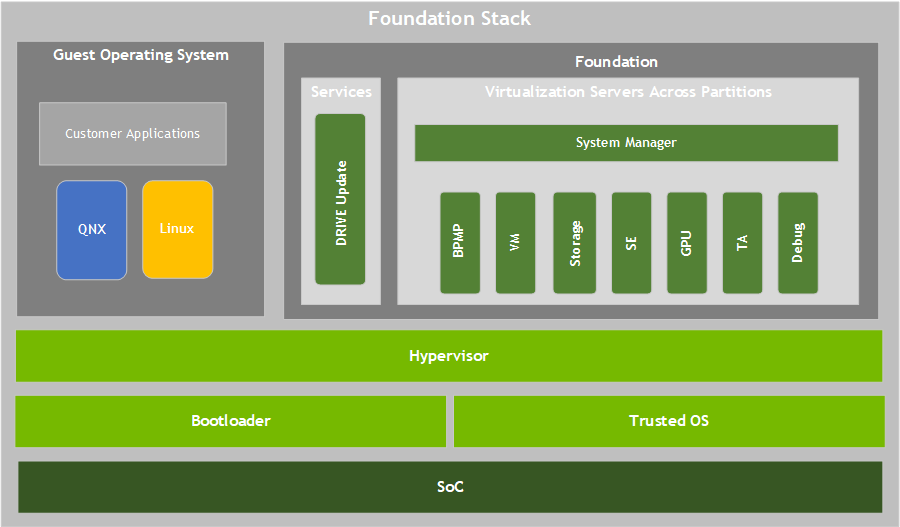 Foundation Stack
Guest Operating System
Customer Applications
QNX
Linux
Foundation
Services
DRIVE Update
Virtualization Servers Across Partitions
System Manager
BPMP
VM
Storage
SE
GPU
TA
Debug
Hypervisor
Bootloader
Trusted OS
SoC